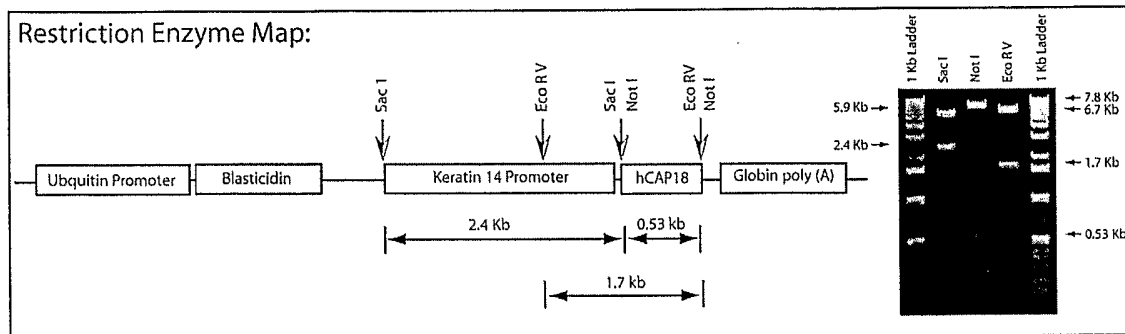 Restriction Enzyme Map:
Sac 1
Eco R V
Sac I
Not I
Eco RV
Not I
Ubquitin Promoter
Blasticidin
Keratin 14 Promoter
hCAP18
Globin poly (A)
2.4 Kb
0.53 Kb
1.7 kb
1 Kb Ladder
Sac I
Not I
Eco RV
1 Kb Ladder
5.9 Kb
2.4 Kb
7.8 Kb
6.7 Kb
1.7 Kb
0.53 Kb